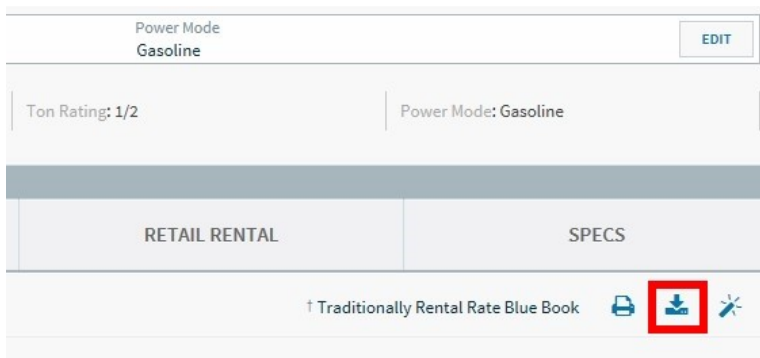 Power Mode
Gasoline
EDIT
Ton Rating: 1/2
Power Mode: Gasoline
RETAIL RENTAL
SPECS
† Traditionally Rental Rate Blue Book